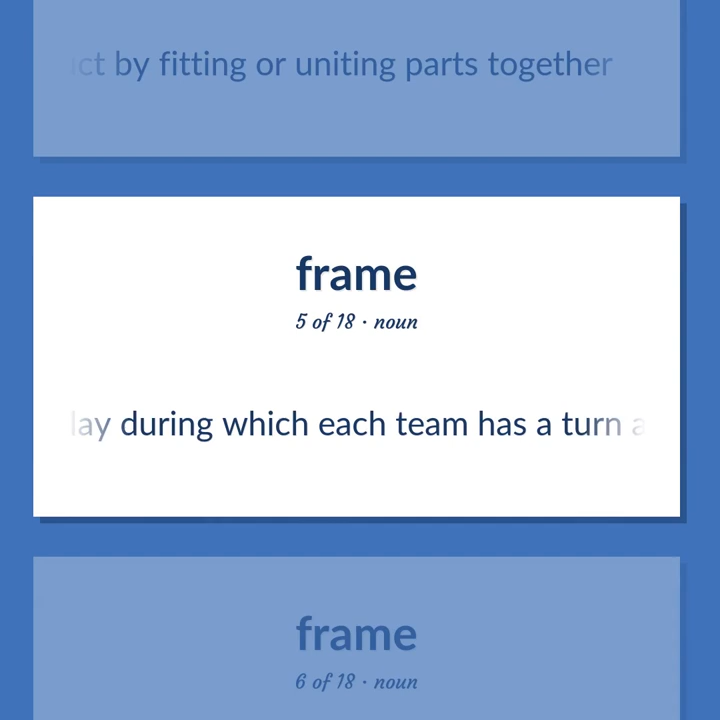 by fitting or uniting parts together
frame
5 of 18 · noun
lay during which each team has a turn a
frame
6 of 18 · noun